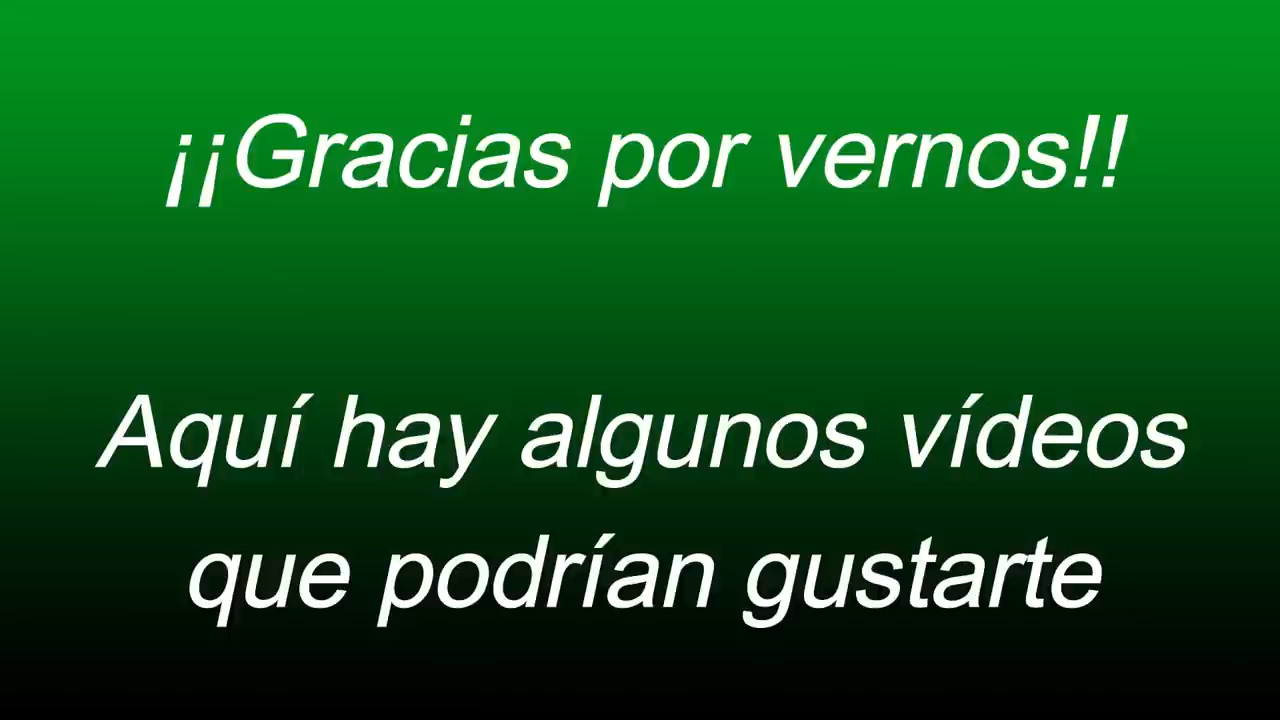 ¡¡Gracias por vernos!!
Aquí hay algunos vídeos
que podrían gustarte